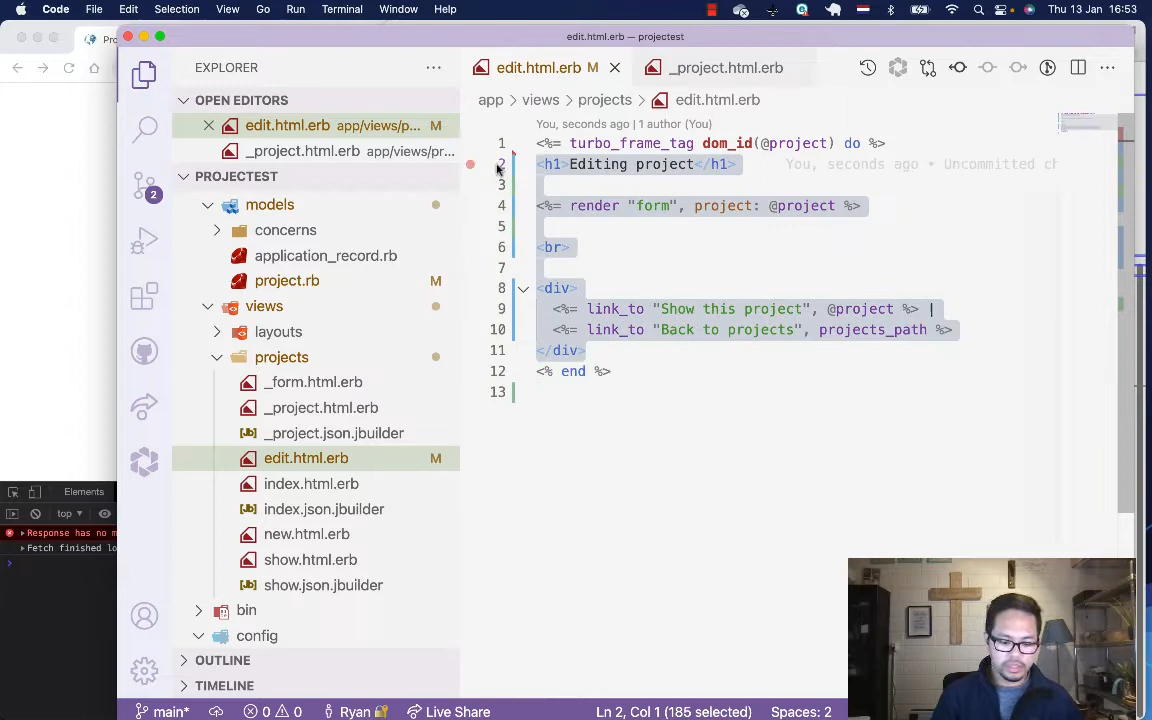 Code File Edit Selection View Go Run Terminal Window Help Thu 13 Jan 16:53
edit.html.erb — projectest
EXPLORER
edit.html.erb M
_project.html.erb
OPEN EDITORS
app > views > projects > edit.html.erb
edit.html.erb app/views/p... M
_project.html.erb app/views/pr...
PROJECTEST
models
concerns
application_record.rb
project.rb M
views
layouts
projects
_form.html.erb
_project.html.erb
_project.json.jbuilder
edit.html.erb M
index.html.erb
index.json.jbuilder
new.html.erb
show.html.erb
show.json.jbuilder
bin
config
OUTLINE
TIMELINE
2
You, seconds ago | 1 author (You)
1 <%= turbo_frame_tag dom_id(@project) do %>
2 <h1>Editing project</h1> You, seconds ago • Uncommitted ch
3
4 <%= render "form", project: @project %>
5
6 <br>
7
8 <div>
9 <%= link_to "Show this project", @project %> |
10 <%= link_to "Back to projects", projects_path %>
11 </div>
12 <% end %>
13
Elements
top
Response has no m
Fetch finished lo
main* 0 0 Ryan Live Share Ln 2, Col 1 (185 selected) Spaces: 2